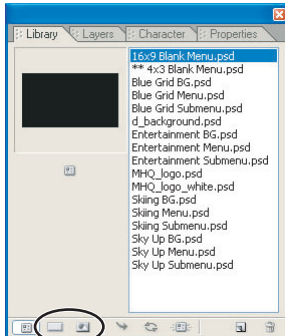 Library
Layers
Character
Properties
16x9 Blank Menu.psd
** 4x3 Blank Menu.psd
Blue Grid BG.psd
Blue Grid Menu.psd
Blue Grid Submenu.psd
d_background.psd
Entertainment BG.psd
Entertainment Menu.psd
Entertainment Submenu.psd
MHQ_logo.psd
MHQ_logo_white.psd
Skiing BG.psd
Skiing Menu.psd
Skiing Submenu.psd
Sky Up BG.psd
Sky Up Menu.psd
Sky Up Submenu.psd